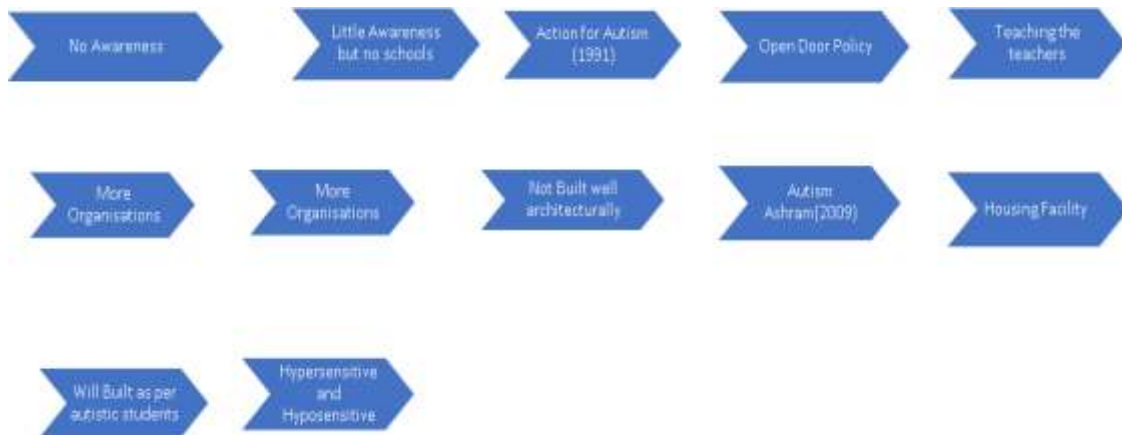 No Awareness
Little Awareness
but no schools
Action for Autism
(1991)
Open Door Policy
Teaching the
teachers
More
Organisations
More
Organisations
Not Built well
architecturally
Autism
Ashram(2009)
Housing Facility
Will Built as per
autistic students
Hypersensitive
and
Hyposensitive